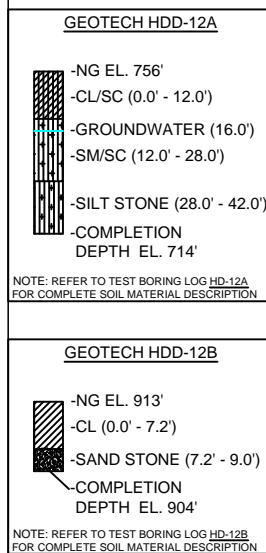 GEOTECH HDD-12A
-NG EL. 756'
-CL/SC (0.0' - 12.0')
-GROUNDWATER (16.0')
-SM/SC (12.0' - 28.0')
-SILT STONE (28.0' - 42.0')
-COMPLETION
DEPTH EL. 714'
NOTE: REFER TO TEST BORING LOG HD-12A
FOR COMPLETE SOIL MATERIAL DESCRIPTION
GEOTECH HDD-12B
-NG EL. 913'
-CL (0.0' - 7.2')
-SAND STONE (7.2' - 9.0')
-COMPLETION
DEPTH EL. 904'
NOTE: REFER TO TEST BORING LOG HD-12B
FOR COMPLETE SOIL MATERIAL DESCRIPTION